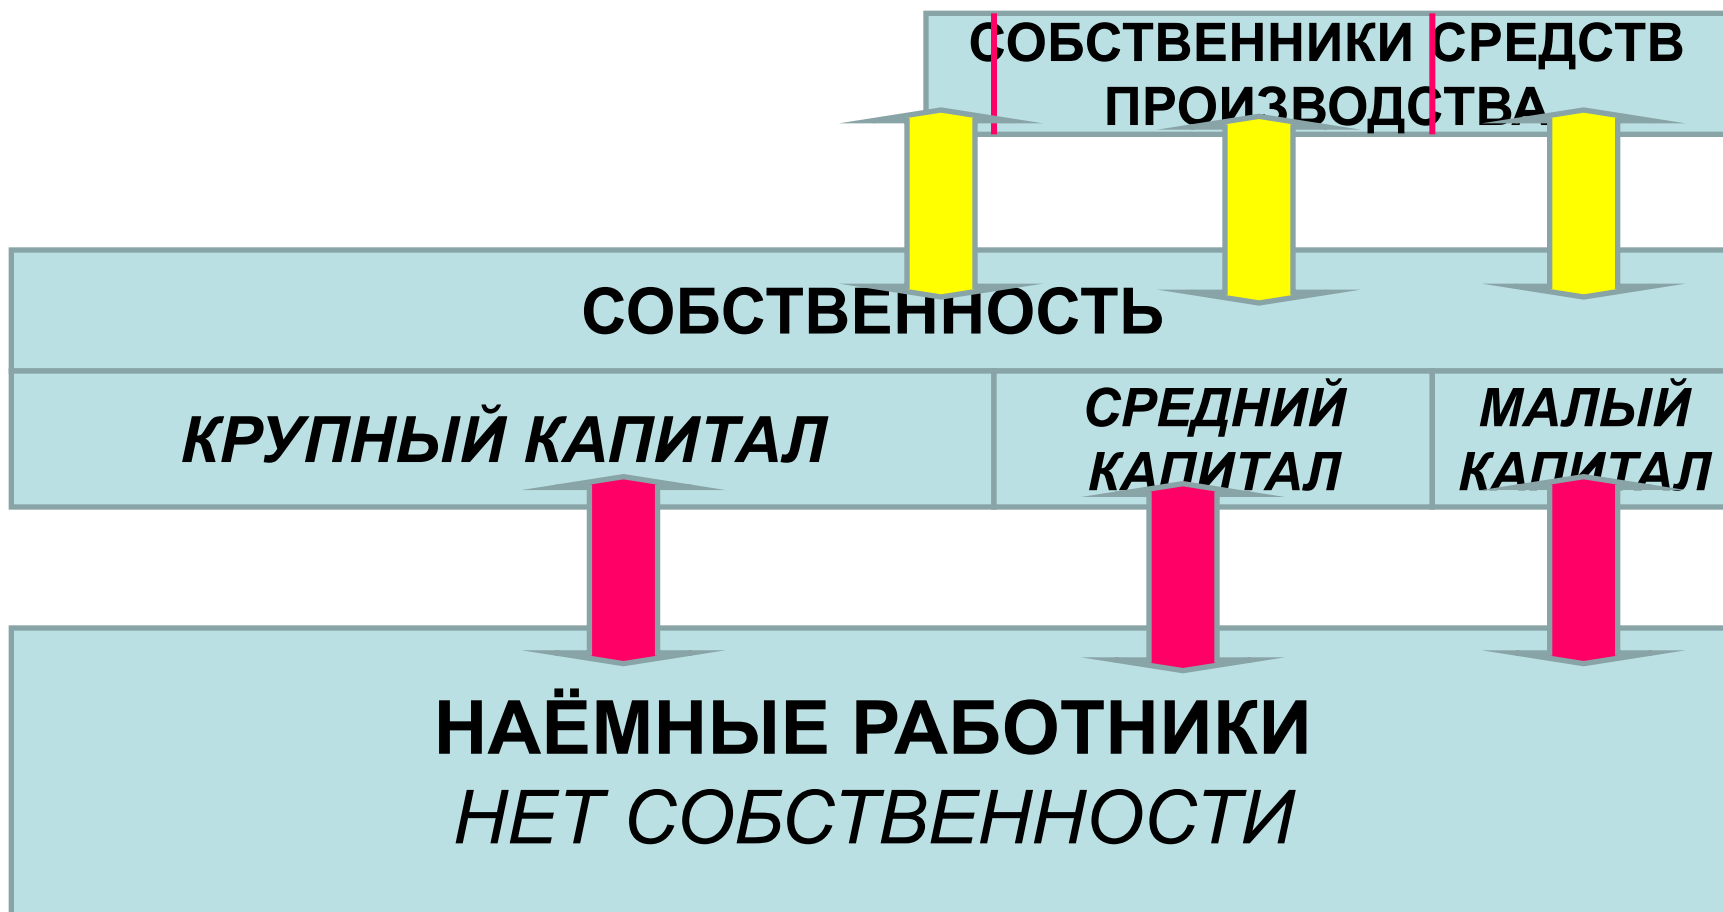 СОБСТВЕННИКИ СРЕДСТВ
ПРОИЗВОДСТВА
СОБСТВЕННОСТЬ
КРУПНЫЙ КАПИТАЛ
СРЕДНИЙ
КАПИТАЛ
МАЛЫЙ
КАПИТАЛ
НАЁМНЫЕ РАБОТНИКИ
НЕТ СОБСТВЕННОСТИ